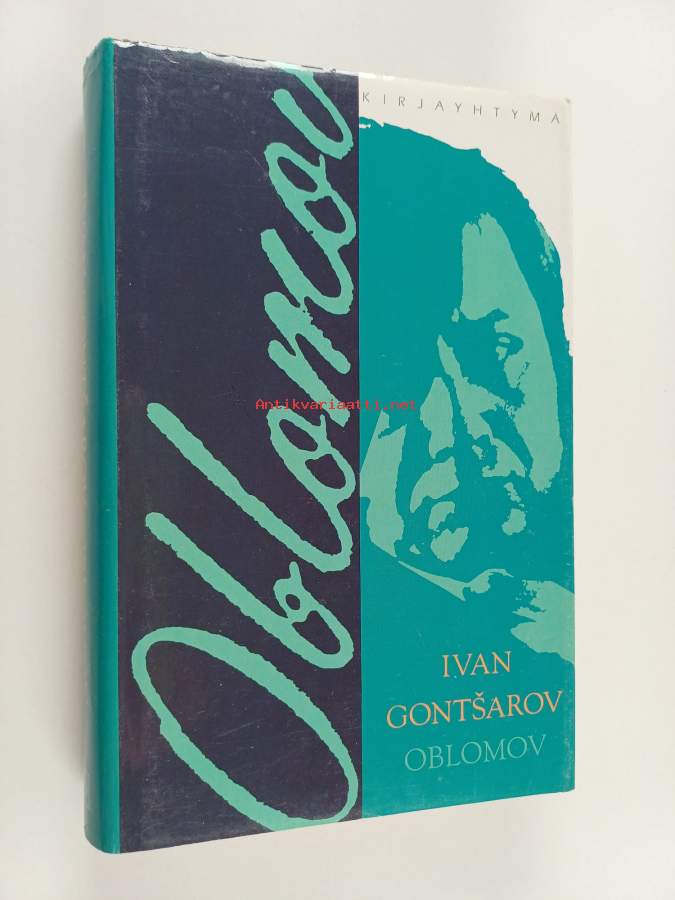 KIRJAYHTYMÄ
Oblomov
Antikvariaatti.net
IVAN
GONTŠAROV
OBLOMOV